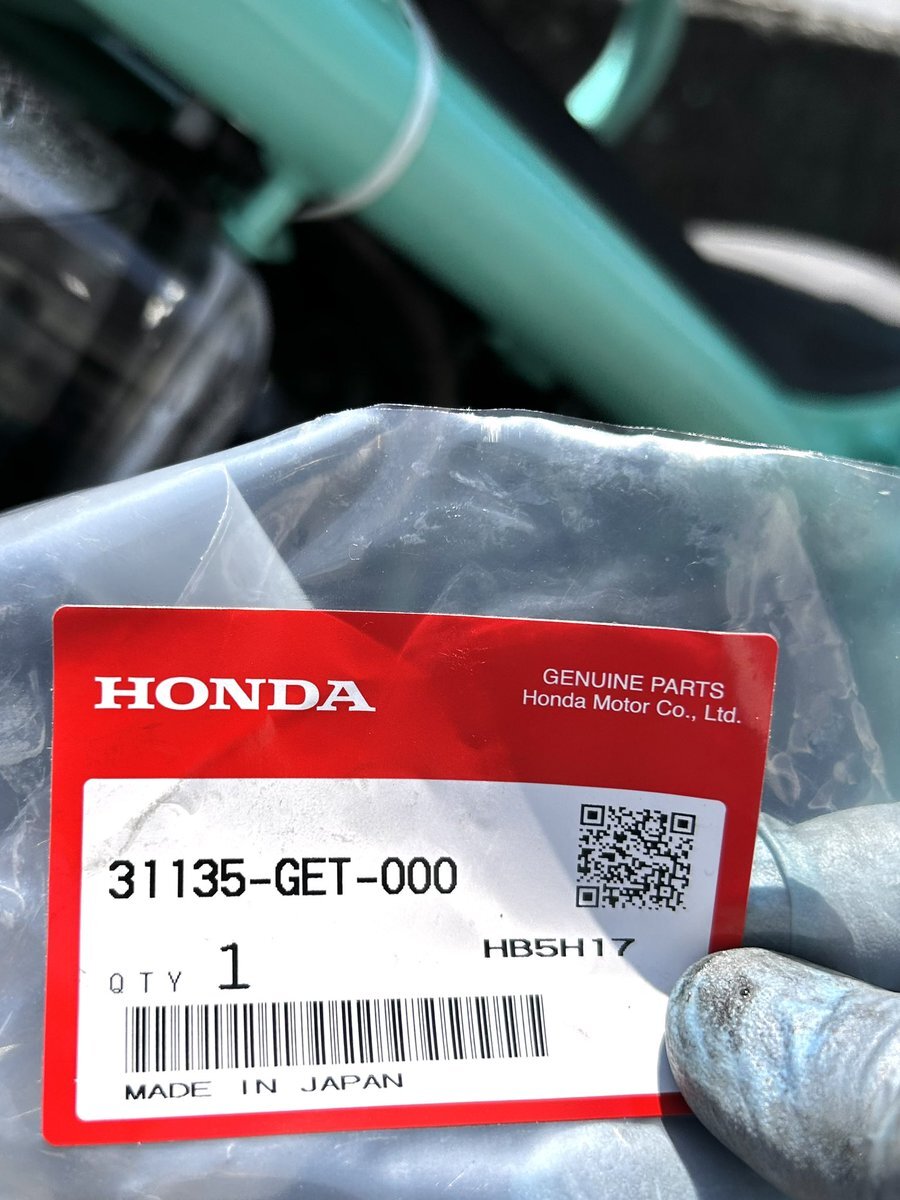 HONDA
GENUINE PARTS
Honda Motor Co., Ltd.
31135-GET-000
HB5H17
QTY 1
MADE IN JAPAN